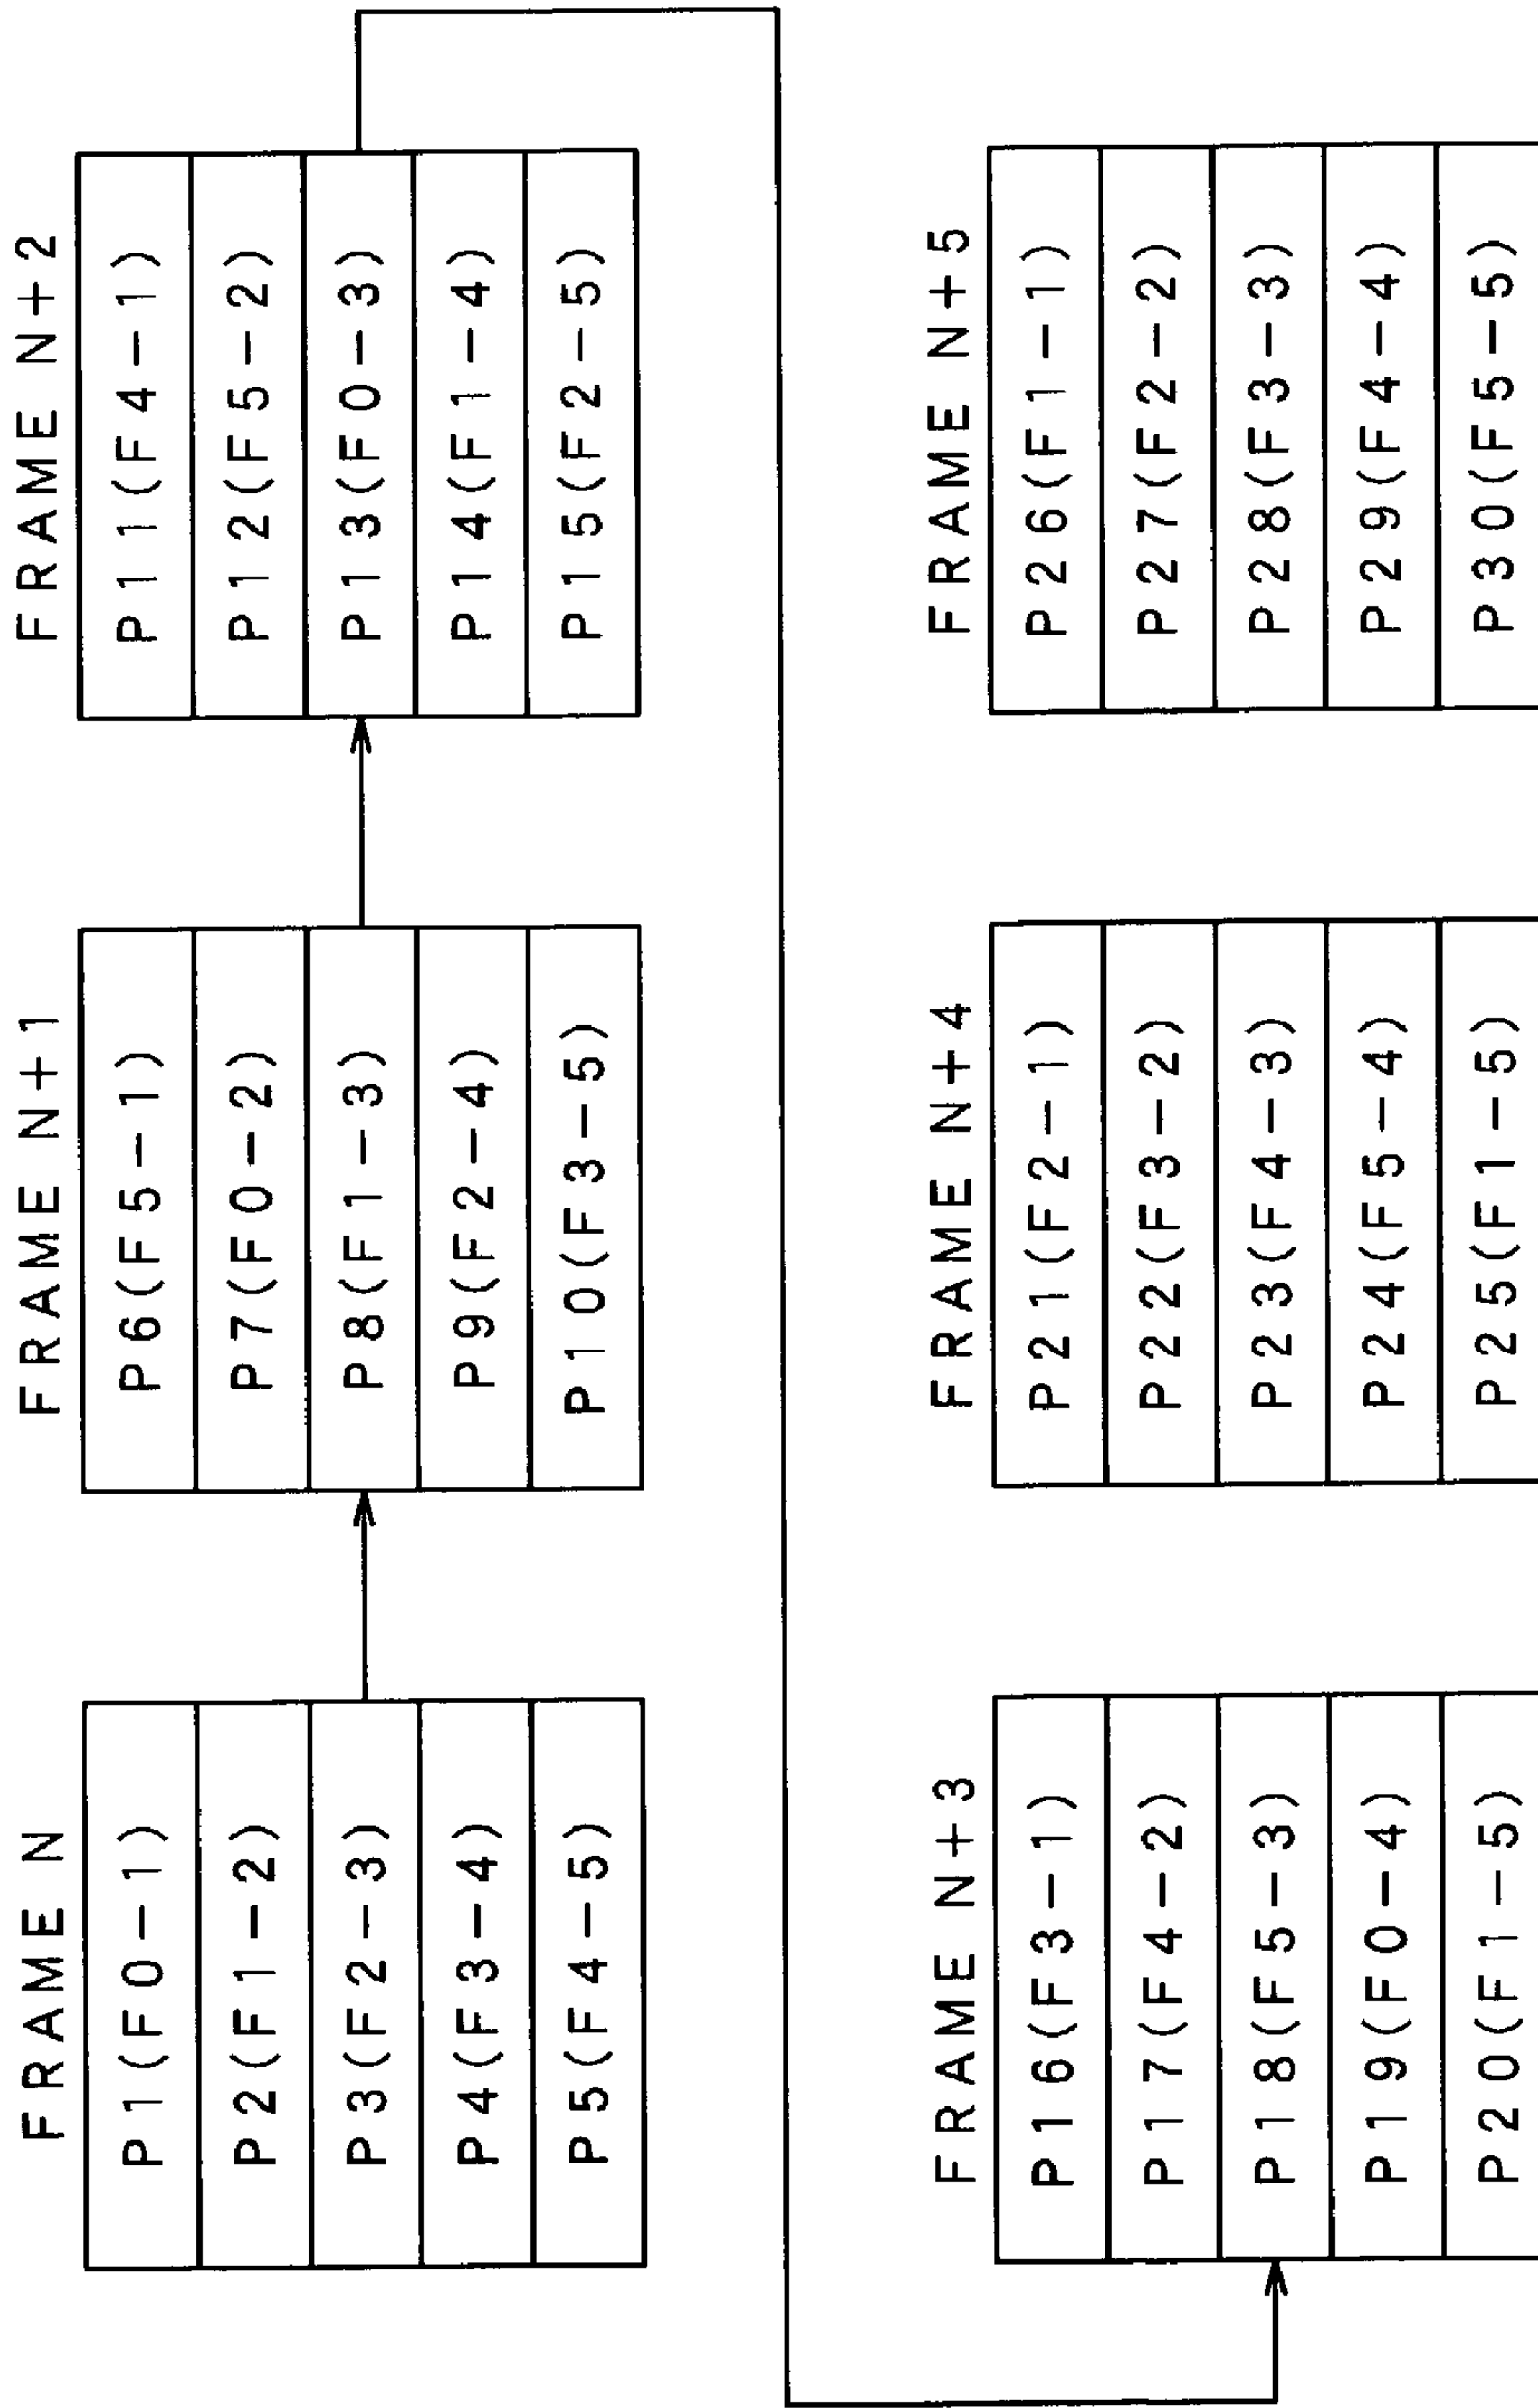 FRAME N
P1(F0-1)
P2(F1-2)
P3(F2-3)
P4(F3-4)
P5(F4-5)
FRAME N+1
P6(F5-1)
P7(F0-2)
P8(F1-3)
P9(F2-4)
P10(F3-5)
FRAME N+2
P11(F4-1)
P12(F5-2)
P13(F0-3)
P14(F1-4)
P15(F2-5)
FRAME N+3
P16(F3-1)
P17(F4-2)
P18(F5-3)
P19(F0-4)
P20(F1-5)
FRAME N+4
P21(F2-1)
P22(F3-2)
P23(F4-3)
P24(F5-4)
P25(F1-5)
FRAME N+5
P26(F1-1)
P27(F2-2)
P28(F3-3)
P29(F4-4)
P30(F5-5)